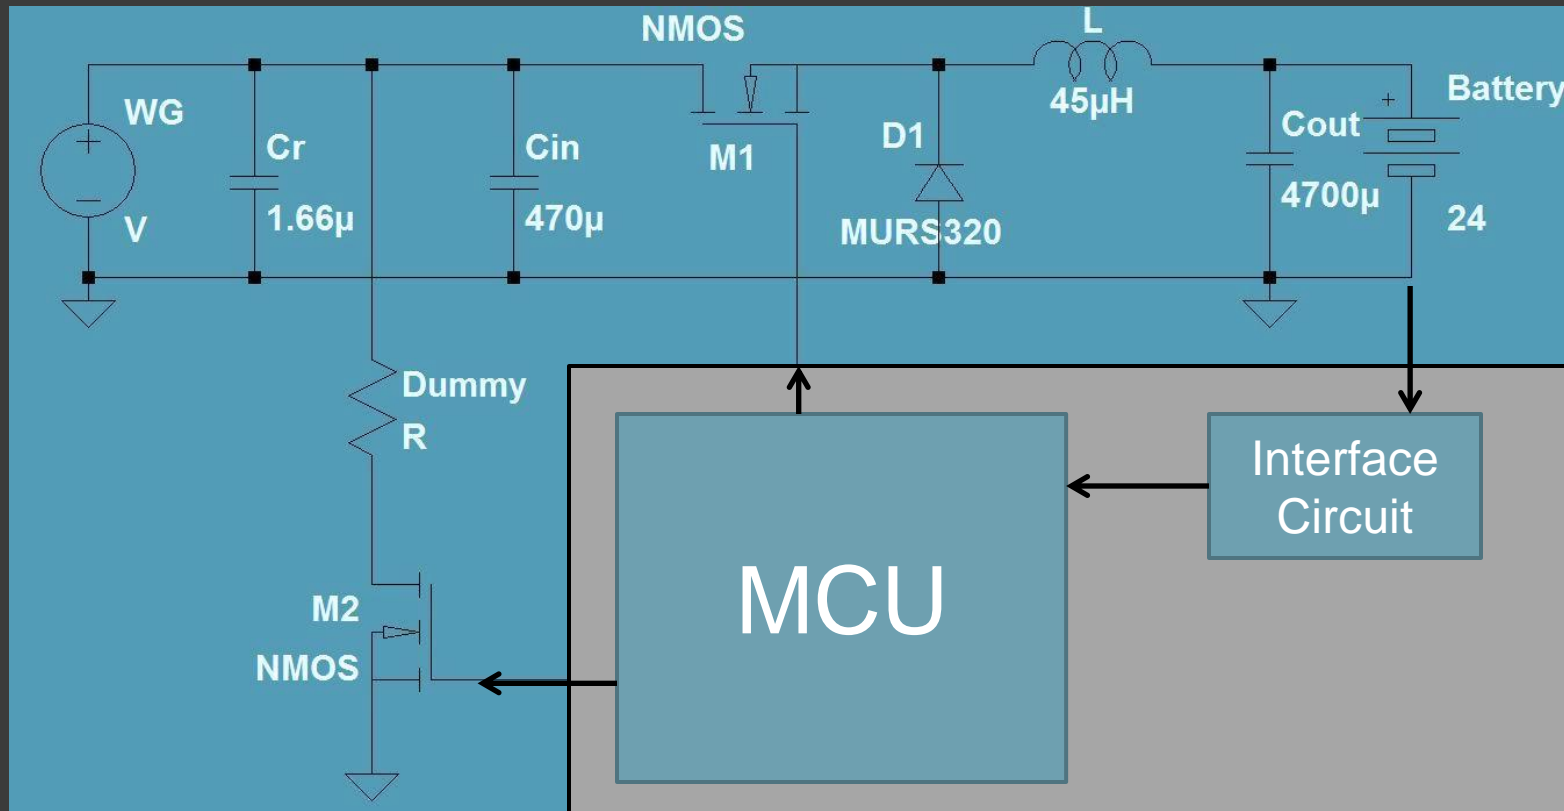 NMOS
L
WG
Cr
Cin
M1
D1
45µH
Cout
Battery
V
1.66µ
470µ
MURS320
4700µ
24
Dummy
R
M2
NMOS
MCU
Interface
Circuit